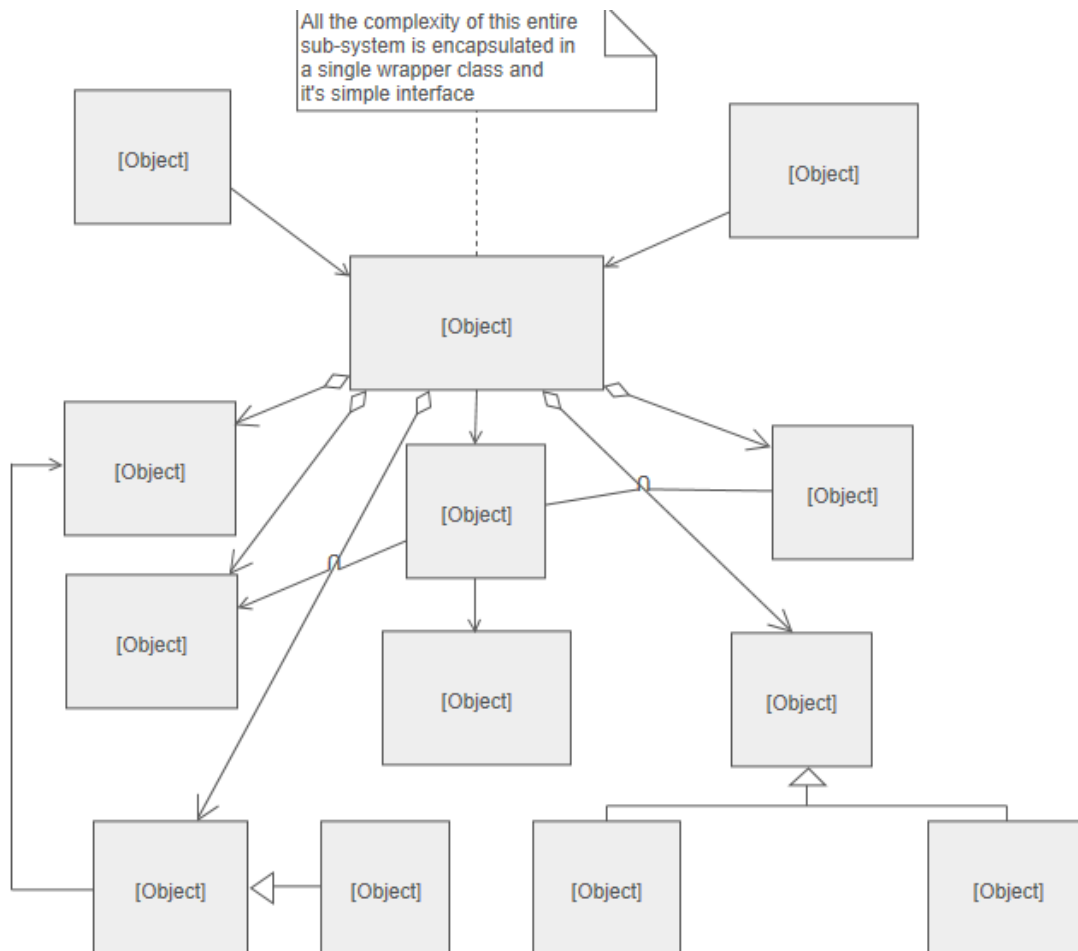 All the complexity of this entire
sub-system is encapsulated in
a single wrapper class and
it's simple interface
[Object]
[Object]
[Object]
[Object]
[Object]
[Object]
[Object]
[Object]
[Object]
[Object]
[Object]
[Object]
[Object]